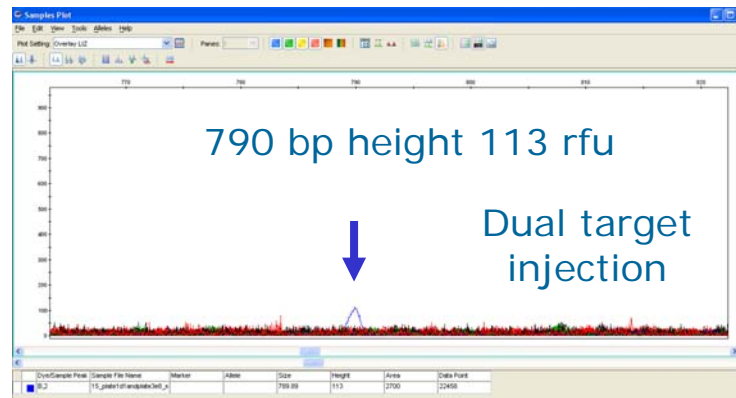 Samples Plot
File Edit View Tools Alleles Help
Plot Setting: Overlay LIZ Panes:
770 780 790 800 810 820
900
800
700
600
500
400
300
200
100
0
790 bp height 113 rfu
Dual target
injection
Dye/Sample Peak Sample File Name Marker Allele Size Height Area Data Point
B,2 15_plate1d1andplate3e8_x 789.89 113 2700 22458